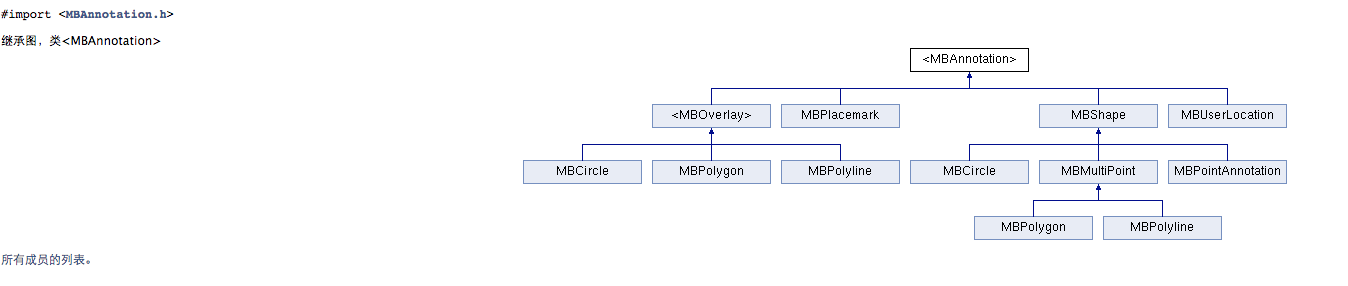 #import <MBAnnotation.h>
继承图，类<MBAnnotation>
<MBAnnotation>
<MBOverlay> MBPlacemark MBShape MBUserLocation
MBCircle MBPolygon MBPolyline MBCircle MBMultiPoint MBPointAnnotation
MBPolygon MBPolyline
所有成员的列表。